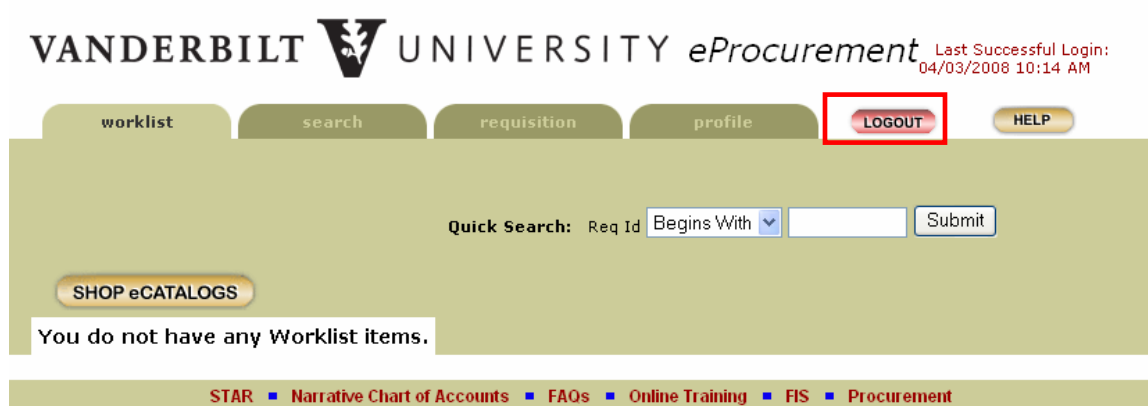 VANDERBILT V UNIVERSITY eProcurement
Last Successful Login:
04/03/2008 10:14 AM
worklist search requisition profile LOGOUT HELP
Quick Search: Req Id Begins With Submit
SHOP eCATALOGS
You do not have any Worklist items.
STAR ▪ Narrative Chart of Accounts ▪ FAQs ▪ Online Training ▪ FIS ▪ Procurement